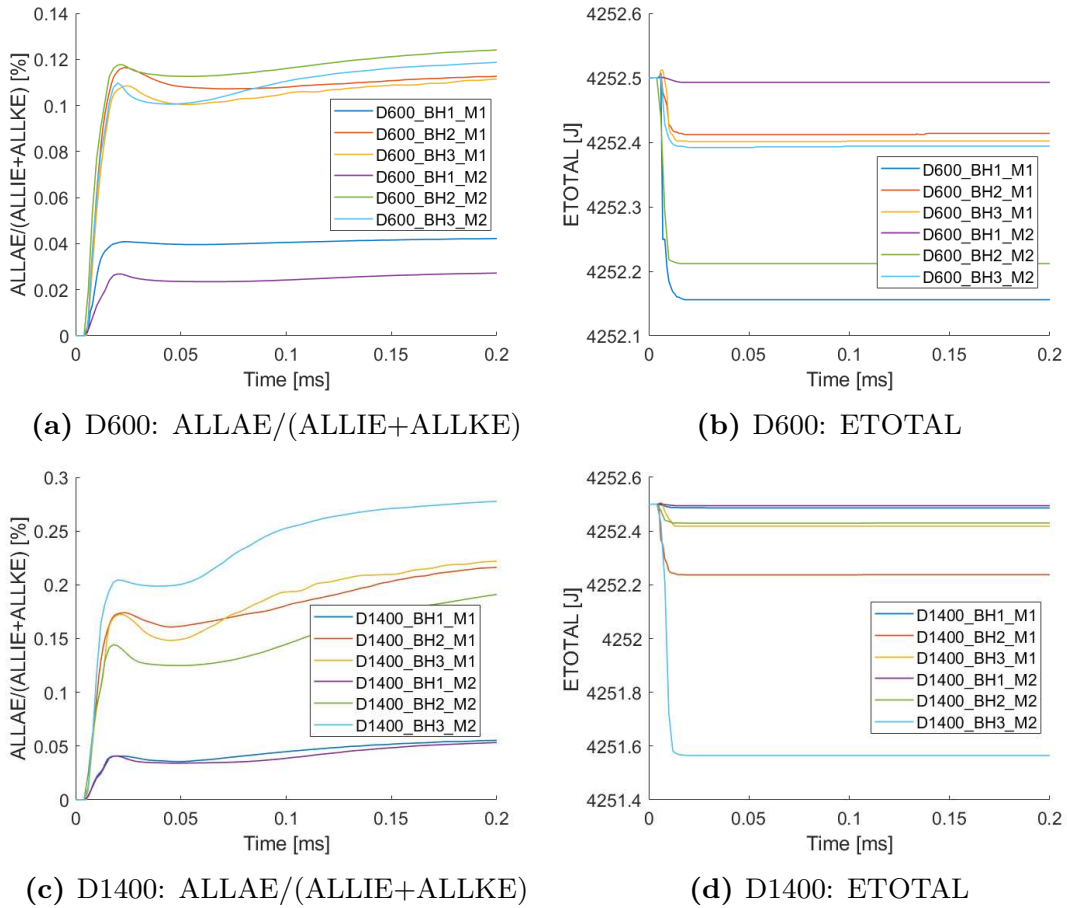 0.14
0.12
0.1
0.08
0.06
0.04
0.02
0
ALLAE/(ALLIE+ALLKE) [%]
D600_BH1_M1
D600_BH2_M1
D600_BH3_M1
D600_BH1_M2
D600_BH2_M2
D600_BH3_M2
0 0.05 0.1 0.15 0.2
Time [ms]
(a) D600: ALLAE/(ALLIE+ALLKE)
4252.6
4252.5
4252.4
4252.3
4252.2
4252.1
ETOTAL [J]
D600_BH1_M1
D600_BH2_M1
D600_BH3_M1
D600_BH1_M2
D600_BH2_M2
D600_BH3_M2
0 0.05 0.1 0.15 0.2
Time [ms]
(b) D600: ETOTAL
0.3
0.25
0.2
0.15
0.1
0.05
0
ALLAE/(ALLIE+ALLKE) [%]
D1400_BH1_M1
D1400_BH2_M1
D1400_BH3_M1
D1400_BH1_M2
D1400_BH2_M2
D1400_BH3_M2
0 0.05 0.1 0.15 0.2
Time [ms]
(c) D1400: ALLAE/(ALLIE+ALLKE)
4252.6
4252.4
4252.2
4252
4251.8
4251.6
4251.4
ETOTAL [J]
D1400_BH1_M1
D1400_BH2_M1
D1400_BH3_M1
D1400_BH1_M2
D1400_BH2_M2
D1400_BH3_M2
0 0.05 0.1 0.15 0.2
Time [ms]
(d) D1400: ETOTAL